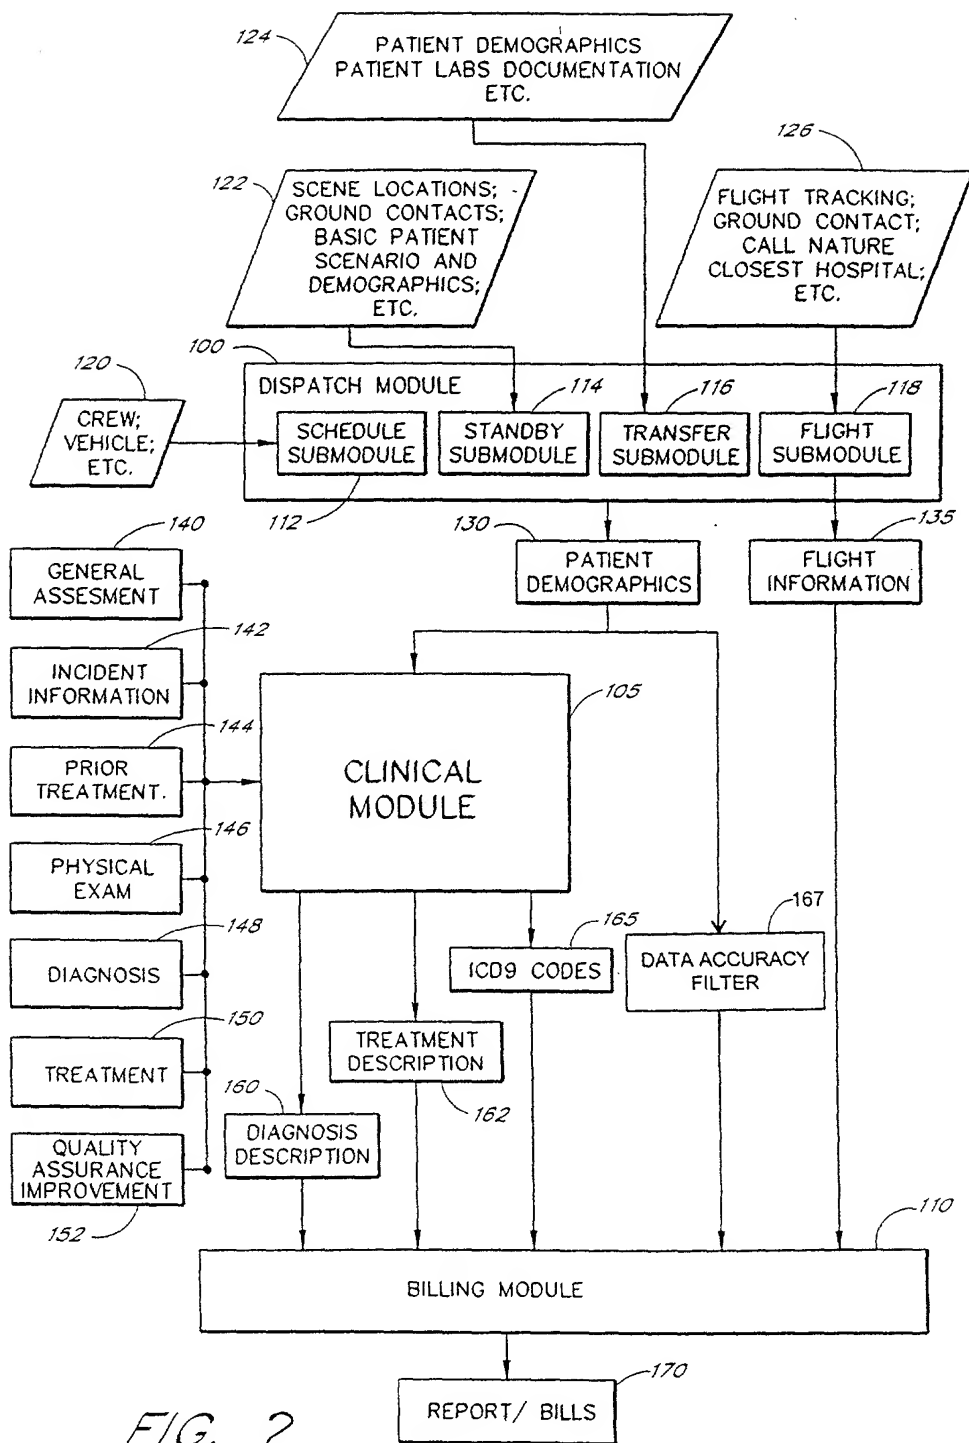 124
PATIENT DEMOGRAPHICS
PATIENT LABS DOCUMENTATION
ETC.
126
122
SCENE LOCATIONS;
GROUND CONTACTS;
BASIC PATIENT
SCENARIO AND
DEMOGRAPHICS;
ETC.
FLIGHT TRACKING;
GROUND CONTACT;
CALL NATURE
CLOSEST HOSPITAL;
ETC.
100
120
DISPATCH MODULE
114
116
118
CREW;
VEHICLE;
ETC.
SCHEDULE
SUBMODULE
STANDBY
SUBMODULE
TRANSFER
SUBMODULE
FLIGHT
SUBMODULE
112
130
135
140
GENERAL
ASSESMENT
PATIENT
DEMOGRAPHICS
FLIGHT
INFORMATION
142
INCIDENT
INFORMATION
105
144
PRIOR
TREATMENT.
CLINICAL
MODULE
146
PHYSICAL
EXAM
148
DIAGNOSIS
165
ICD9 CODES
167
DATA ACCURACY
FILTER
150
TREATMENT
TREATMENT
DESCRIPTION
162
160
DIAGNOSIS
DESCRIPTION
QUALITY
ASSURANCE
IMPROVEMENT
152
110
BILLING MODULE
170
REPORT/ BILLS
FIG. 2